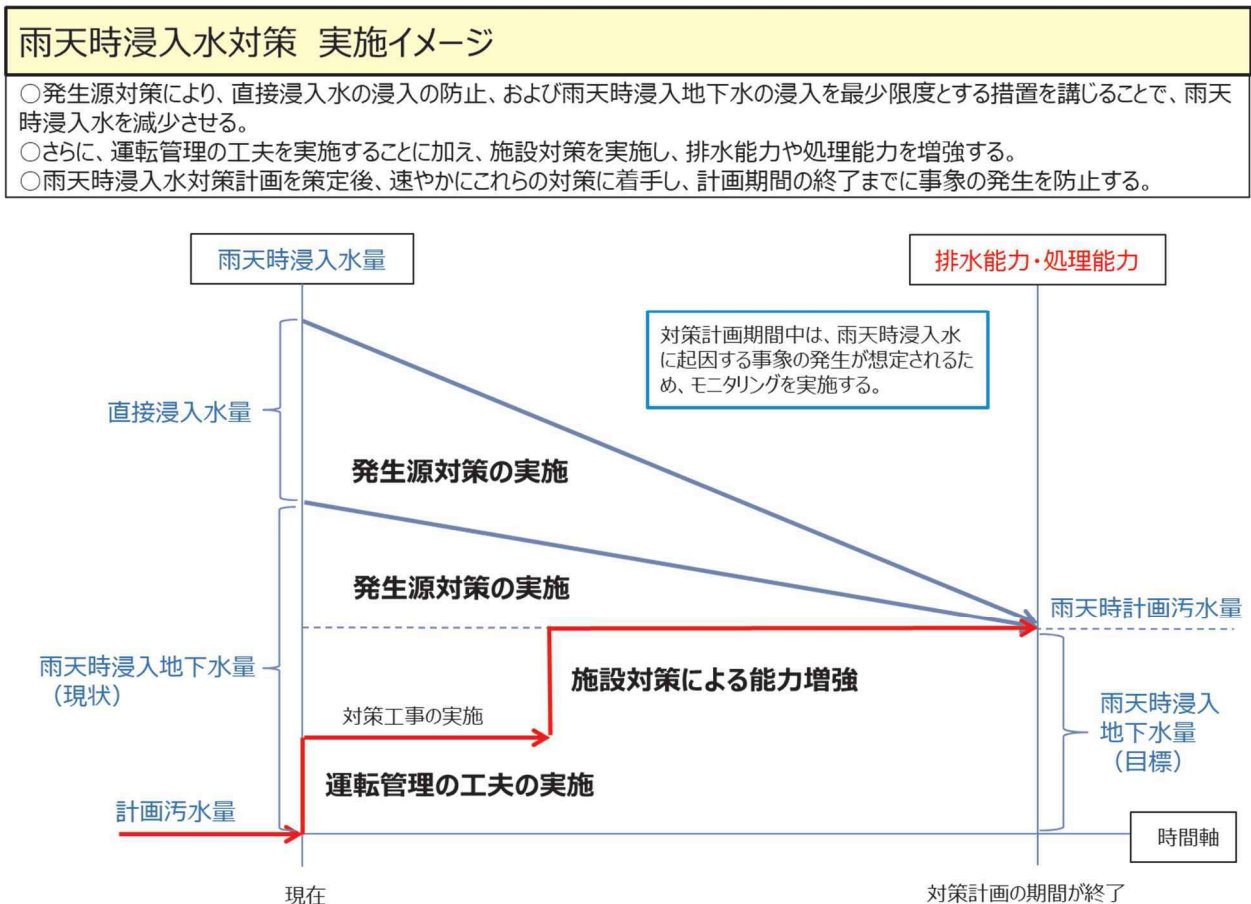 雨天時浸入水対策 実施イメージ
○発生源対策により、直接浸入水の浸入の防止、および雨天時浸入地下水の浸入を最少限度とする措置を講じることで、雨天
時浸入水を減少させる。
○さらに、運転管理の工夫を実施することに加え、施設対策を実施し、排水能力や処理能力を増強する。
○雨天時浸入水対策計画を策定後、速やかにこれらの対策に着手し、計画期間の終了までに事象の発生を防止する。
雨天時浸入水量
排水能力・処理能力
対策計画期間中は、雨天時浸入水
に起因する事象の発生が想定されるた
め、モニタリングを実施する。
直接浸入水量
発生源対策の実施
発生源対策の実施
雨天時計画汚水量
雨天時浸入地下水量
（現状）
施設対策による能力増強
対策工事の実施
雨天時浸入
地下水量
（目標）
運転管理の工夫の実施
計画汚水量
時間軸
現在
対策計画の期間が終了